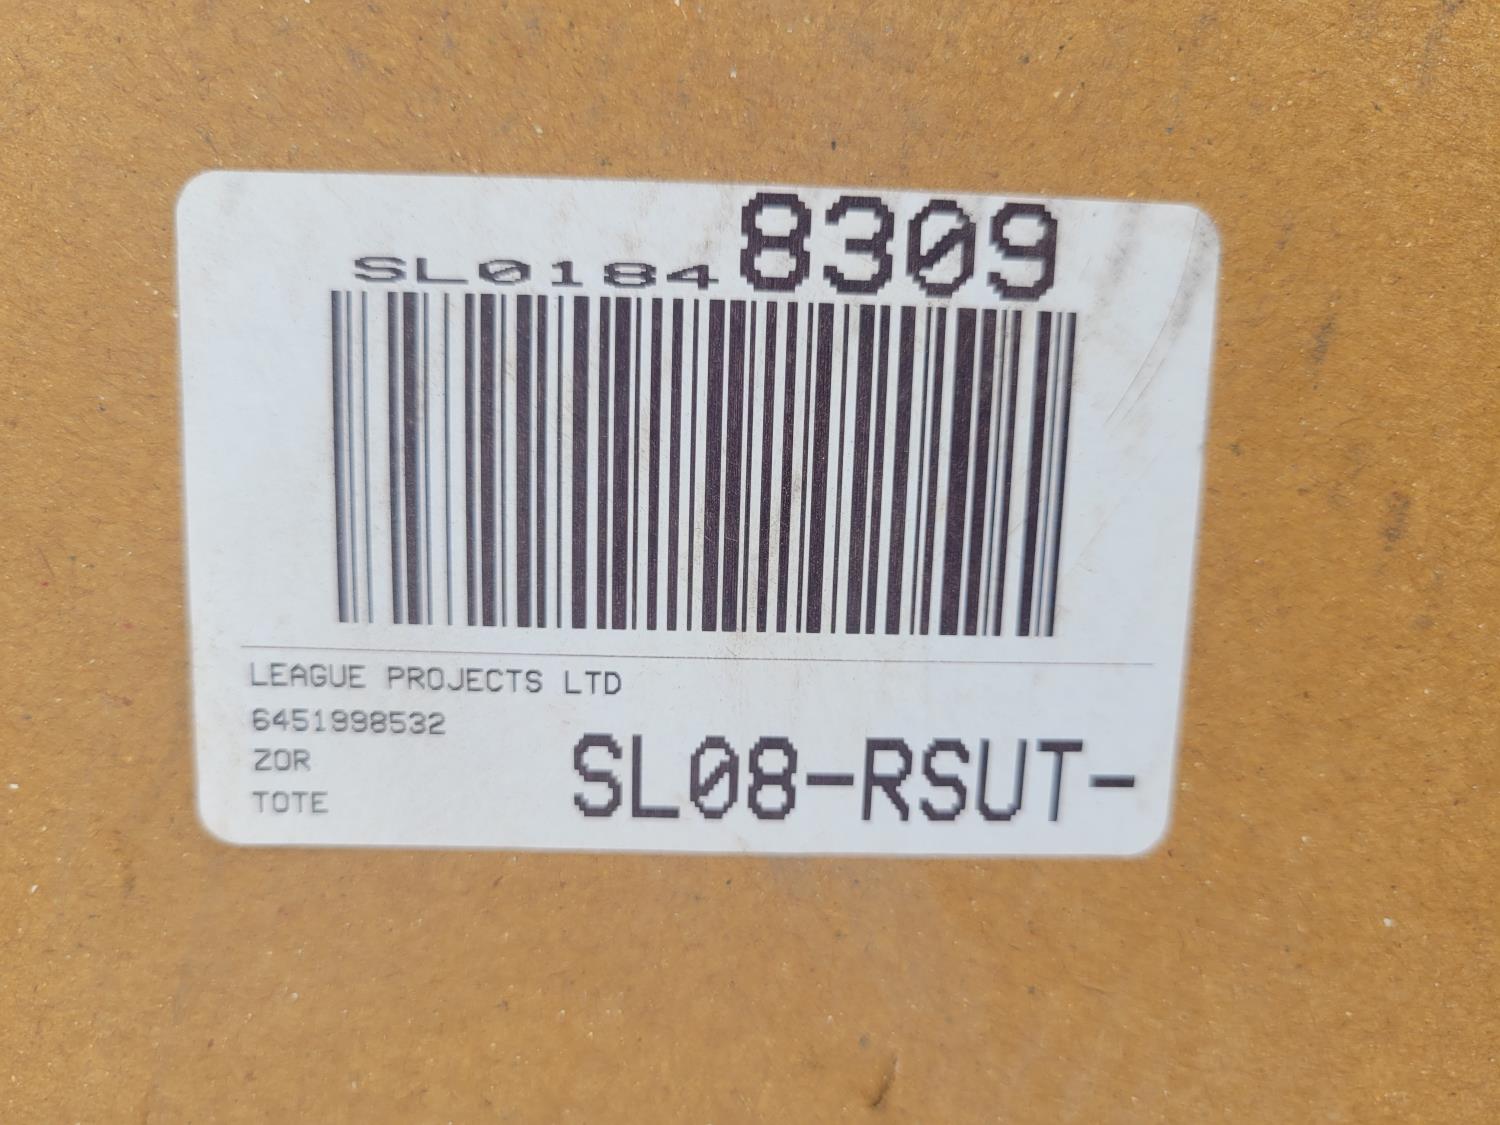 SL01848309
LEAGUE PROJECTS LTD
6451998532
ZOR
TOTE
SL08-RSUT-